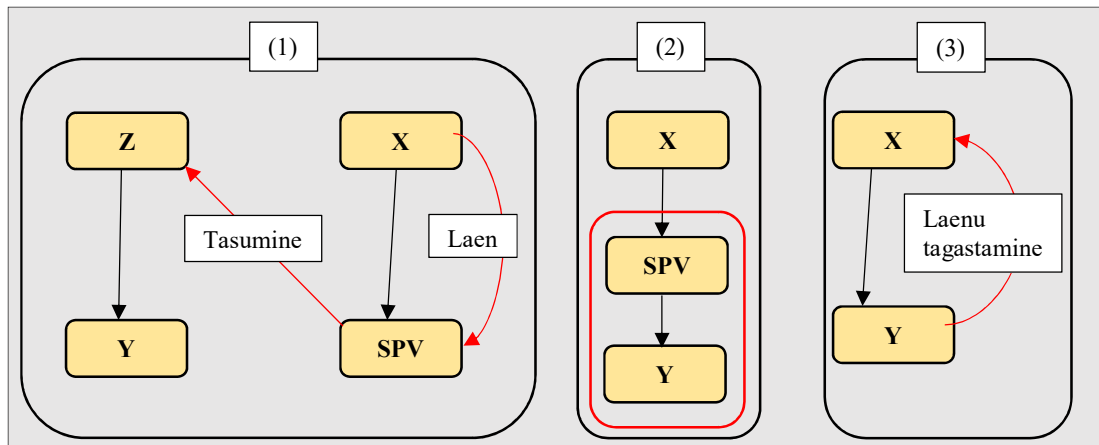 (1)
Z
X
Tasumine
Laen
Y
SPV
(2)
X
SPV
Y
(3)
X
Laenu
tagastamine
Y